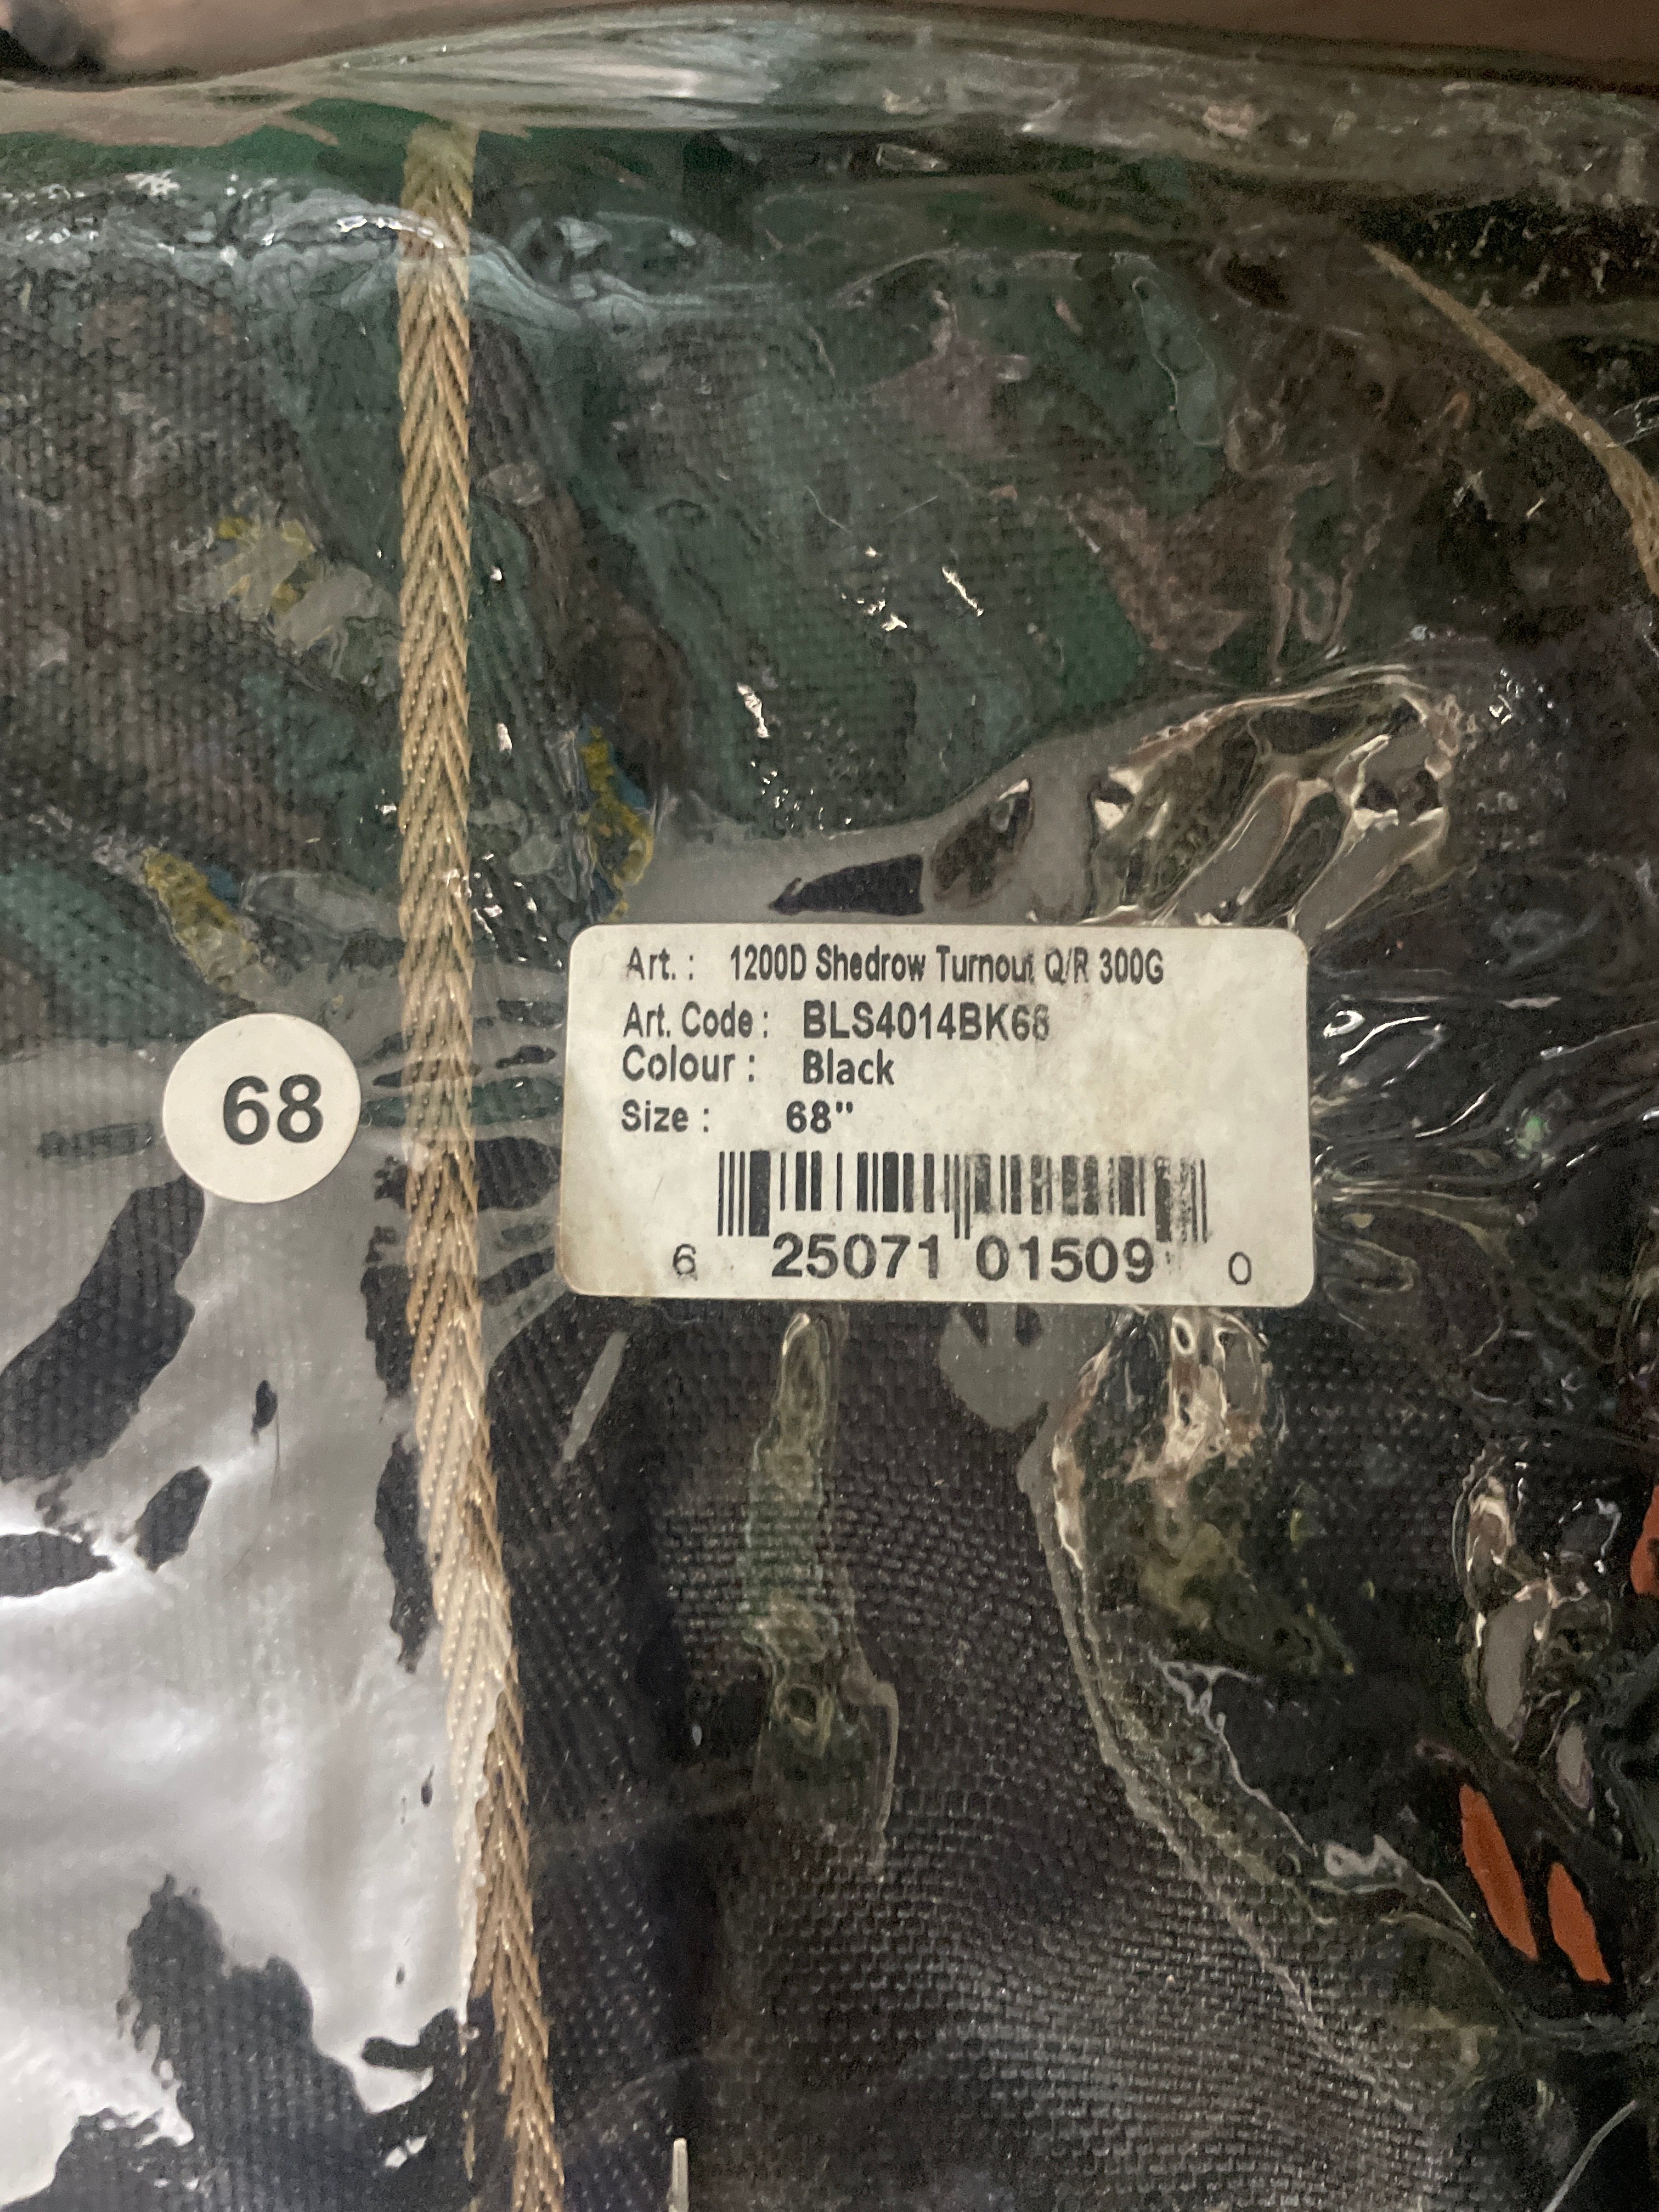 68
Art. : 1200D Shedrow Turnout Q/R 300G
Art. Code : BLS4014BK68
Colour : Black
Size : 68"
6 25071 01509 0